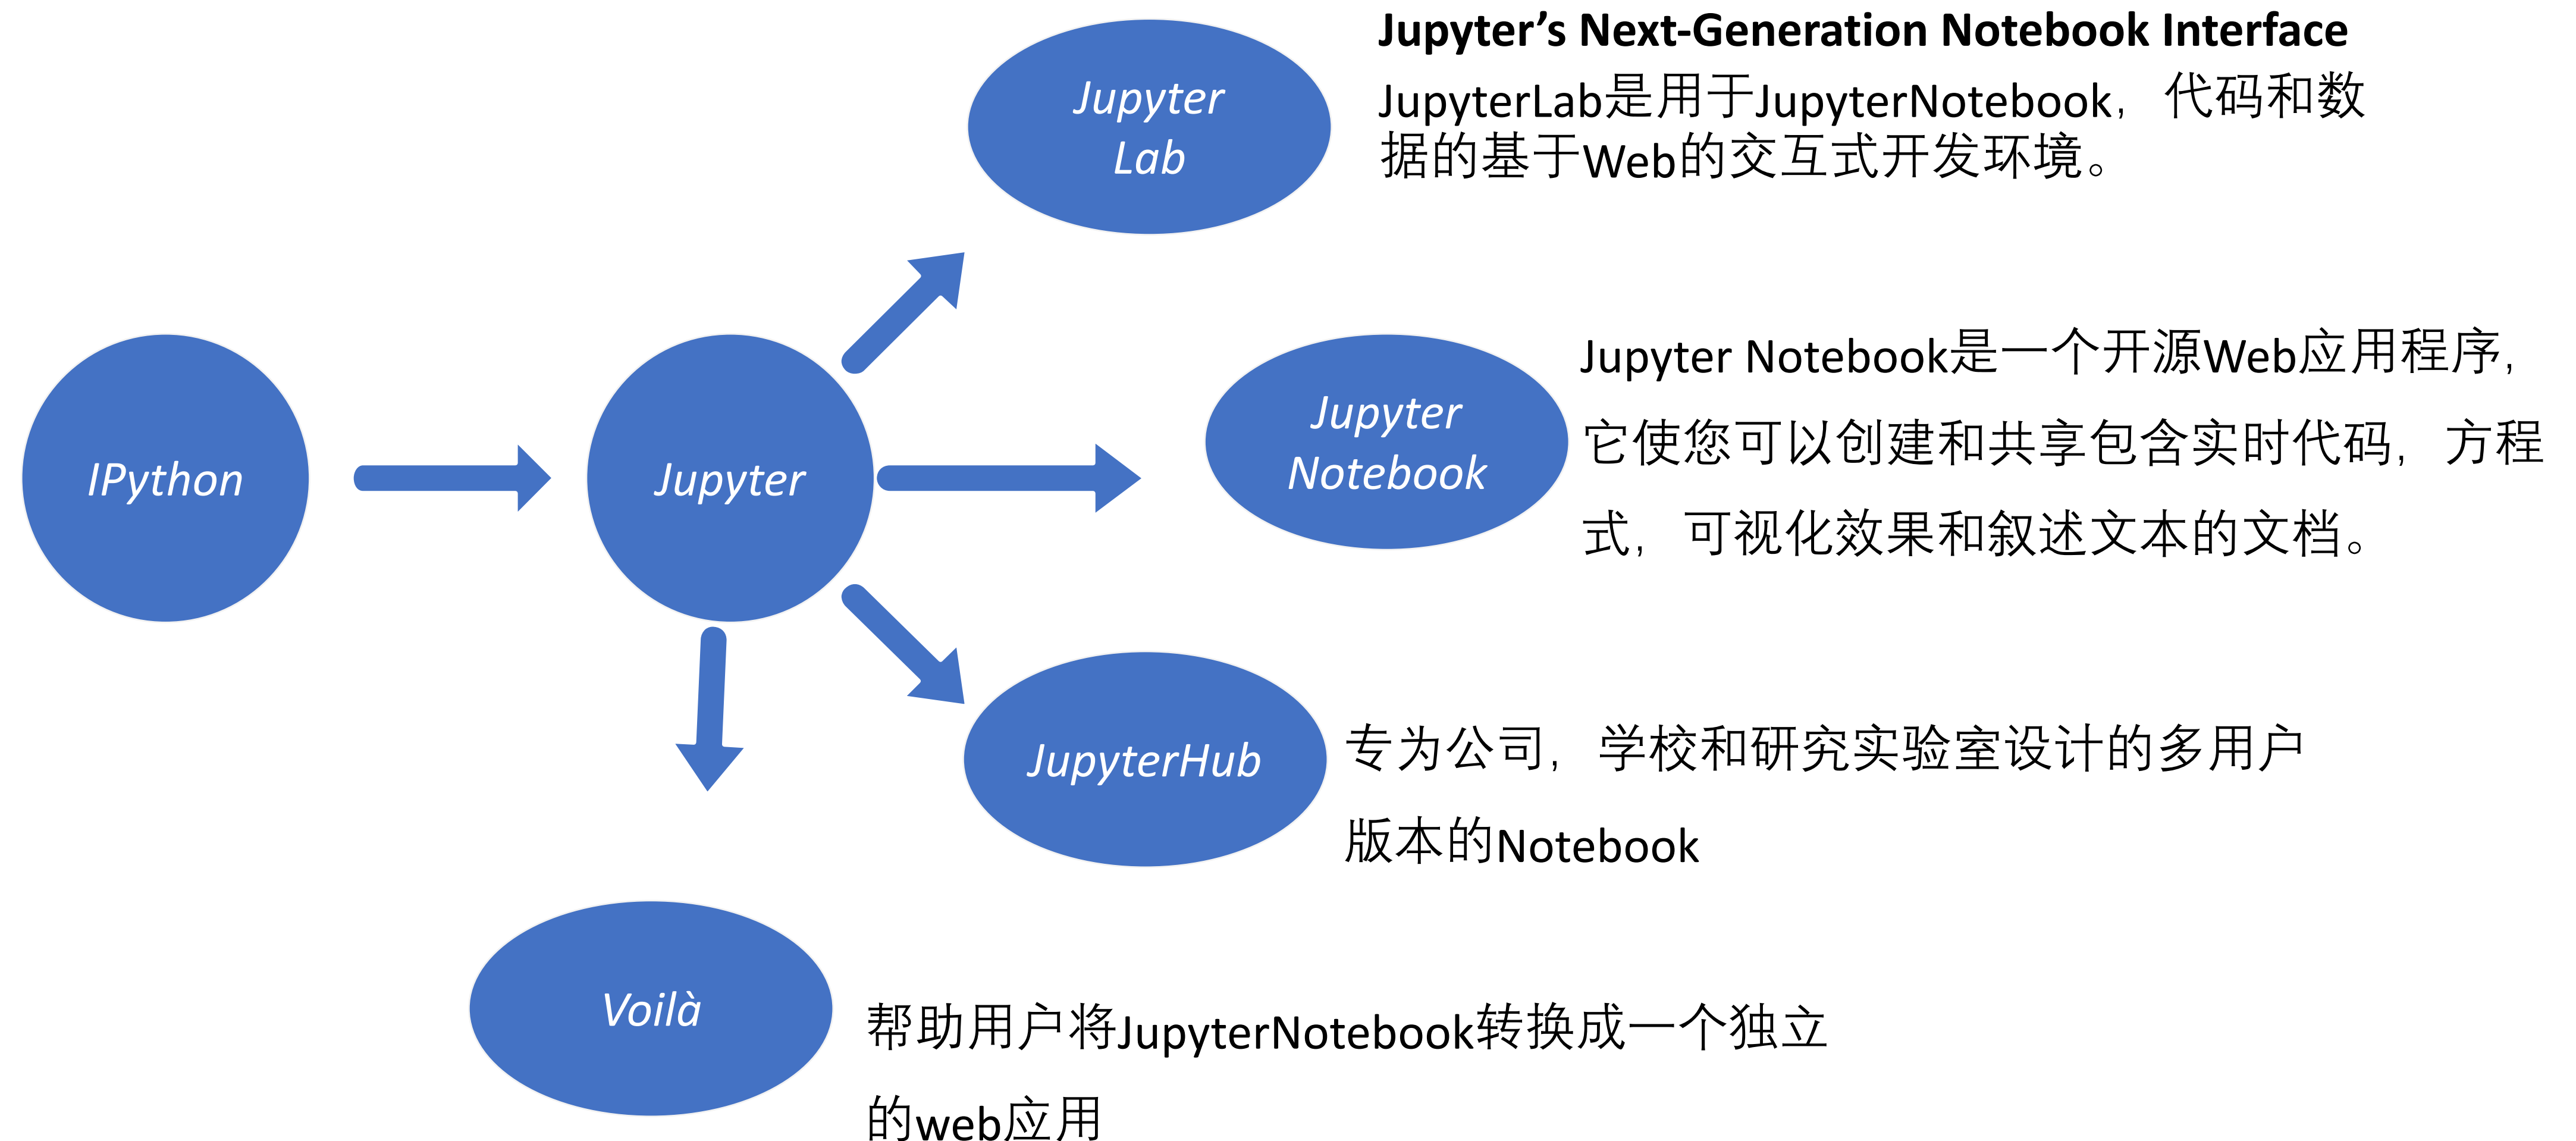 Jupyter
Lab
Jupyter’s Next-Generation Notebook Interface
JupyterLab是用于JupyterNotebook，代码和数
据的基于Web的交互式开发环境。
IPython
Jupyter
Jupyter
Notebook
Jupyter Notebook是一个开源Web应用程序，
它使您可以创建和共享包含实时代码，方程
式，可视化效果和叙述文本的文档。
JupyterHub
专为公司，学校和研究实验室设计的多用户
版本的Notebook
Voilà
帮助用户将JupyterNotebook转换成一个独立
的web应用